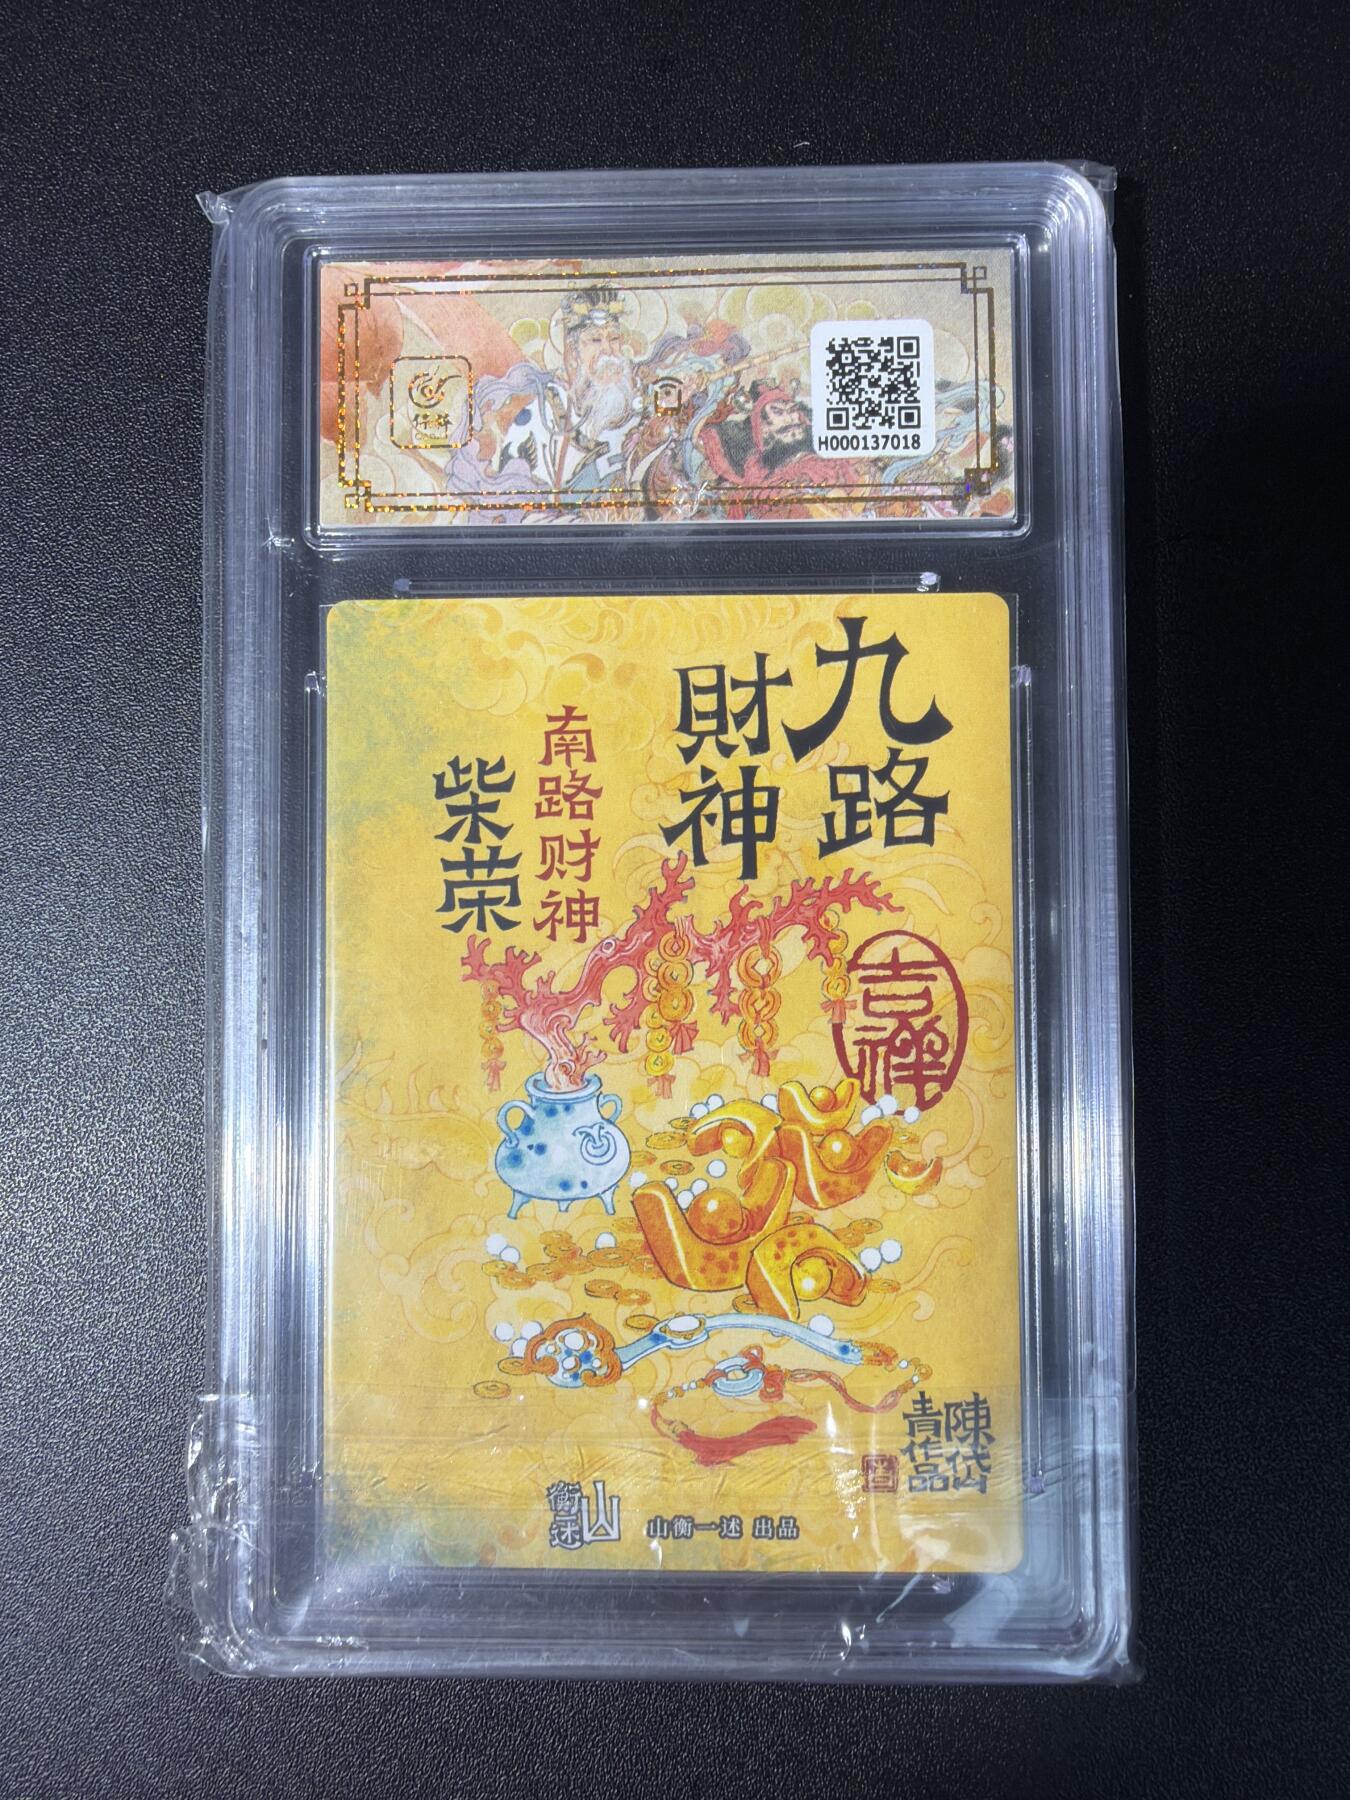 H000137018
九路
財神
南路财神
柴荣
吉祥
陳代山
青作品
山衡一述
山衡一述 出品